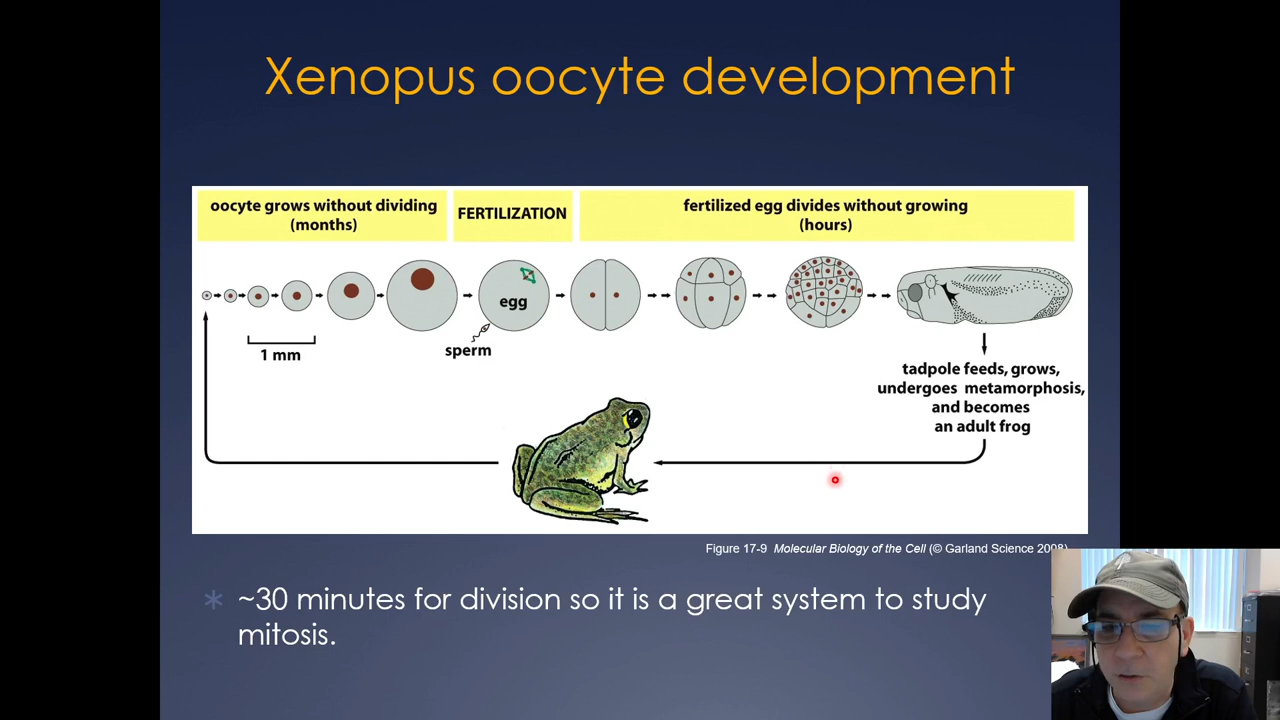 Xenopus oocyte development
oocyte grows without dividing
(months)
FERTILIZATION
fertilized egg divides without growing
(hours)
egg
sperm
1 mm
tadpole feeds, grows,
undergoes metamorphosis,
and becomes
an adult frog
Figure 17-9 Molecular Biology of the Cell (© Garland Science 2008)
~30 minutes for division so it is a great system to study
mitosis.